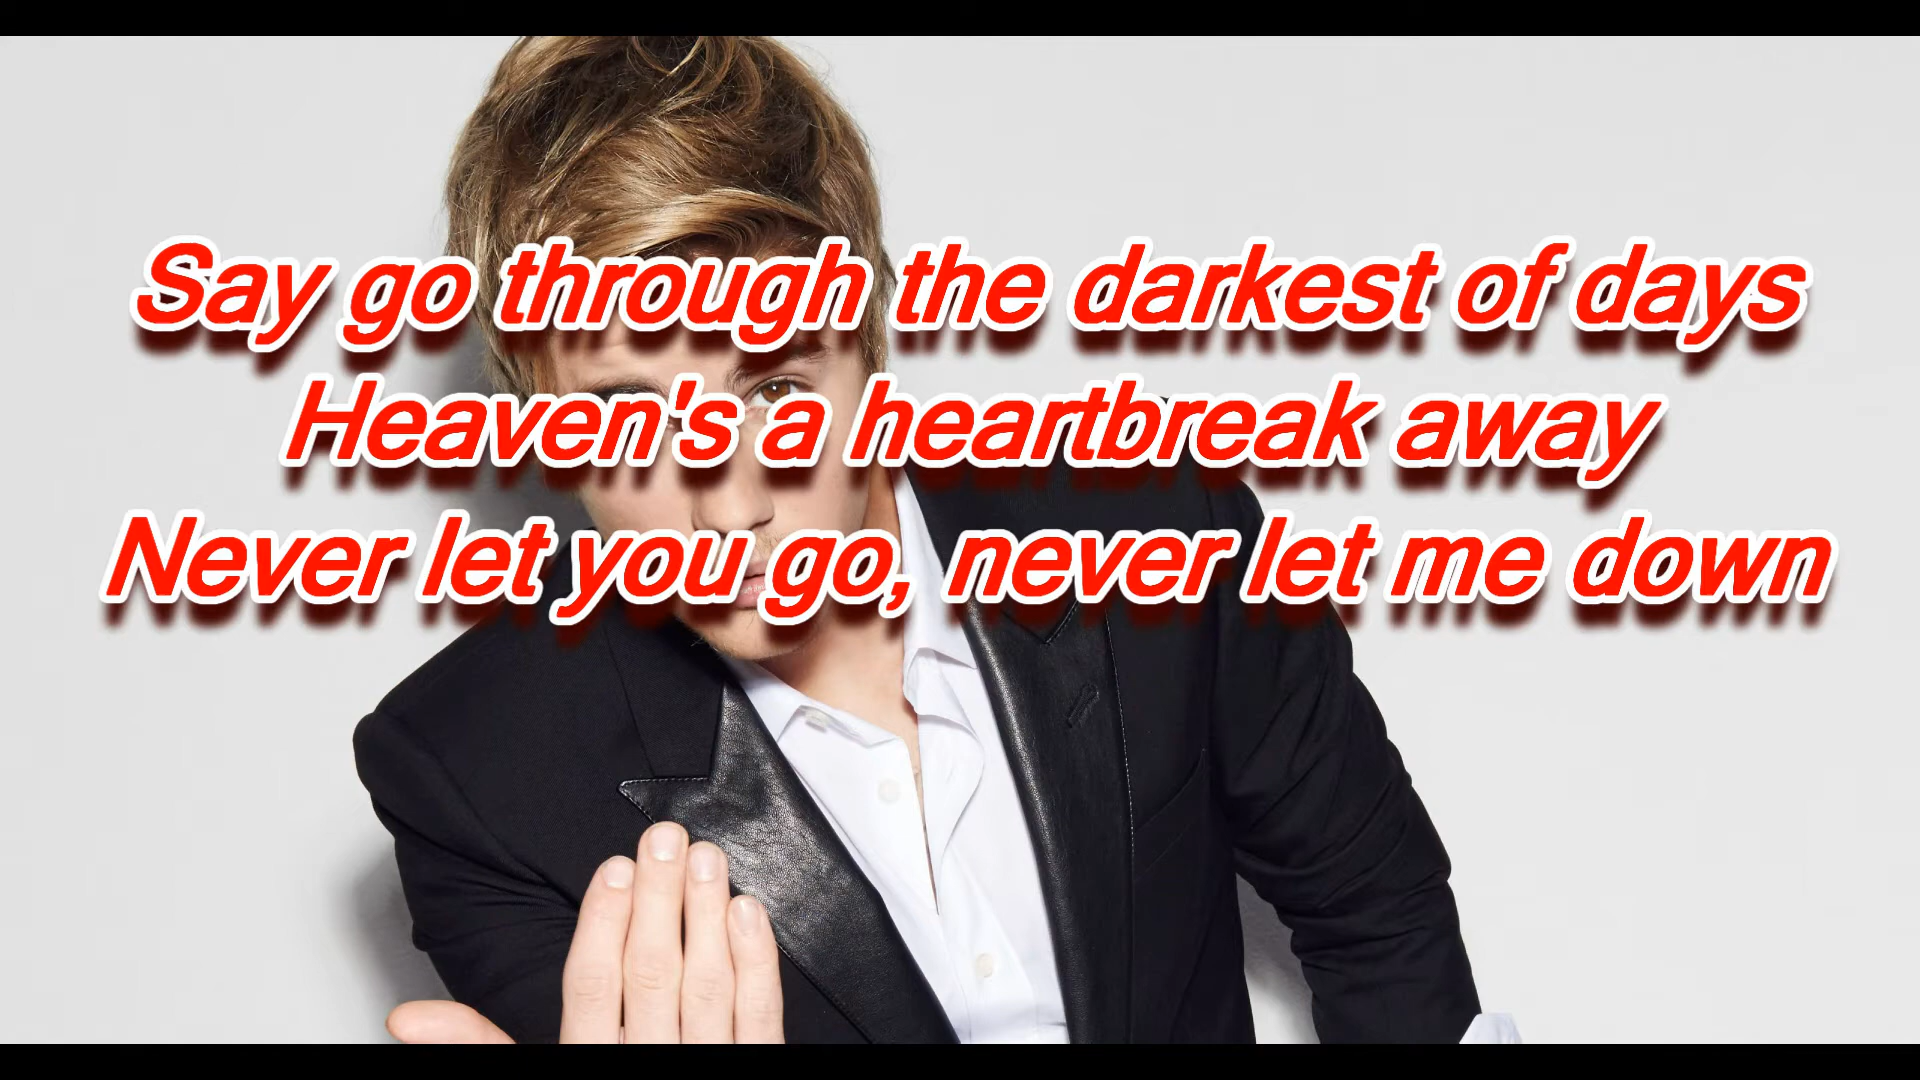 Say go through the darkest of days
Heaven's a heartbreak away
Never let you go, never let me down